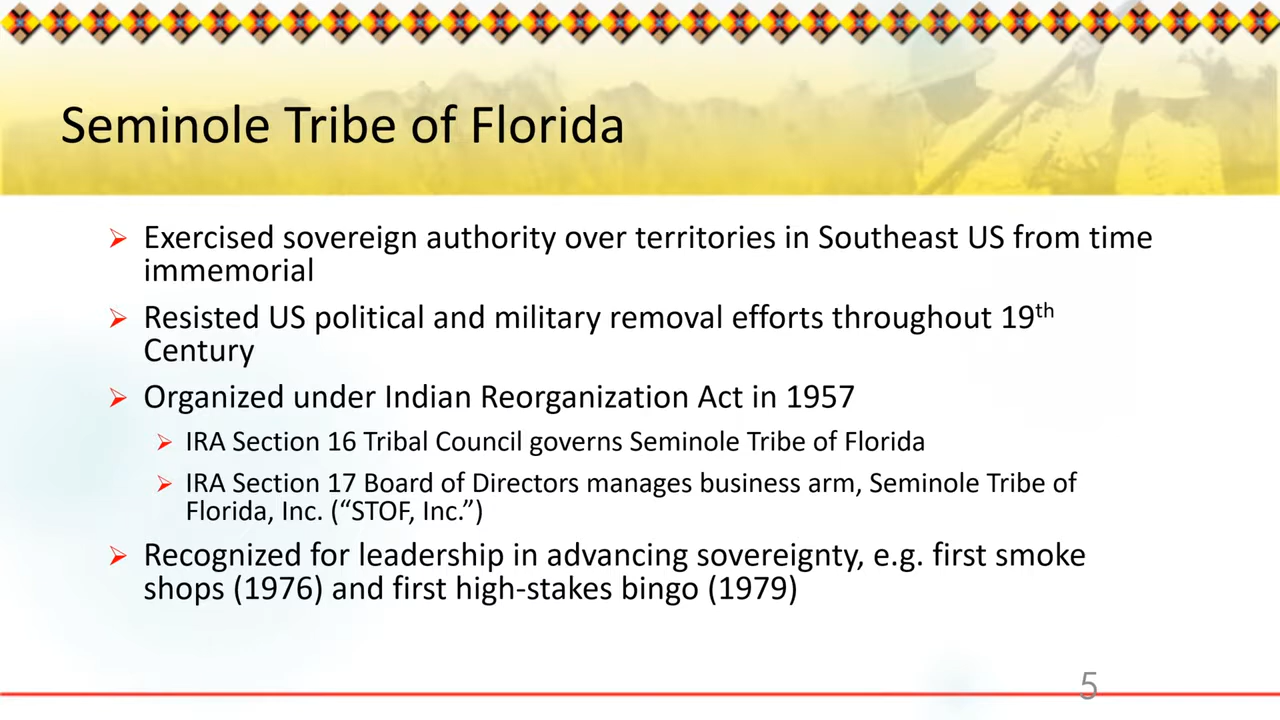 Seminole Tribe of Florida
Exercised sovereign authority over territories in Southeast US from time
immemorial
Resisted US political and military removal efforts throughout 19th
Century
Organized under Indian Reorganization Act in 1957
IRA Section 16 Tribal Council governs Seminole Tribe of Florida
IRA Section 17 Board of Directors manages business arm, Seminole Tribe of
Florida, Inc. (“STOF, Inc.”)
Recognized for leadership in advancing sovereignty, e.g. first smoke
shops (1976) and first high-stakes bingo (1979)
5